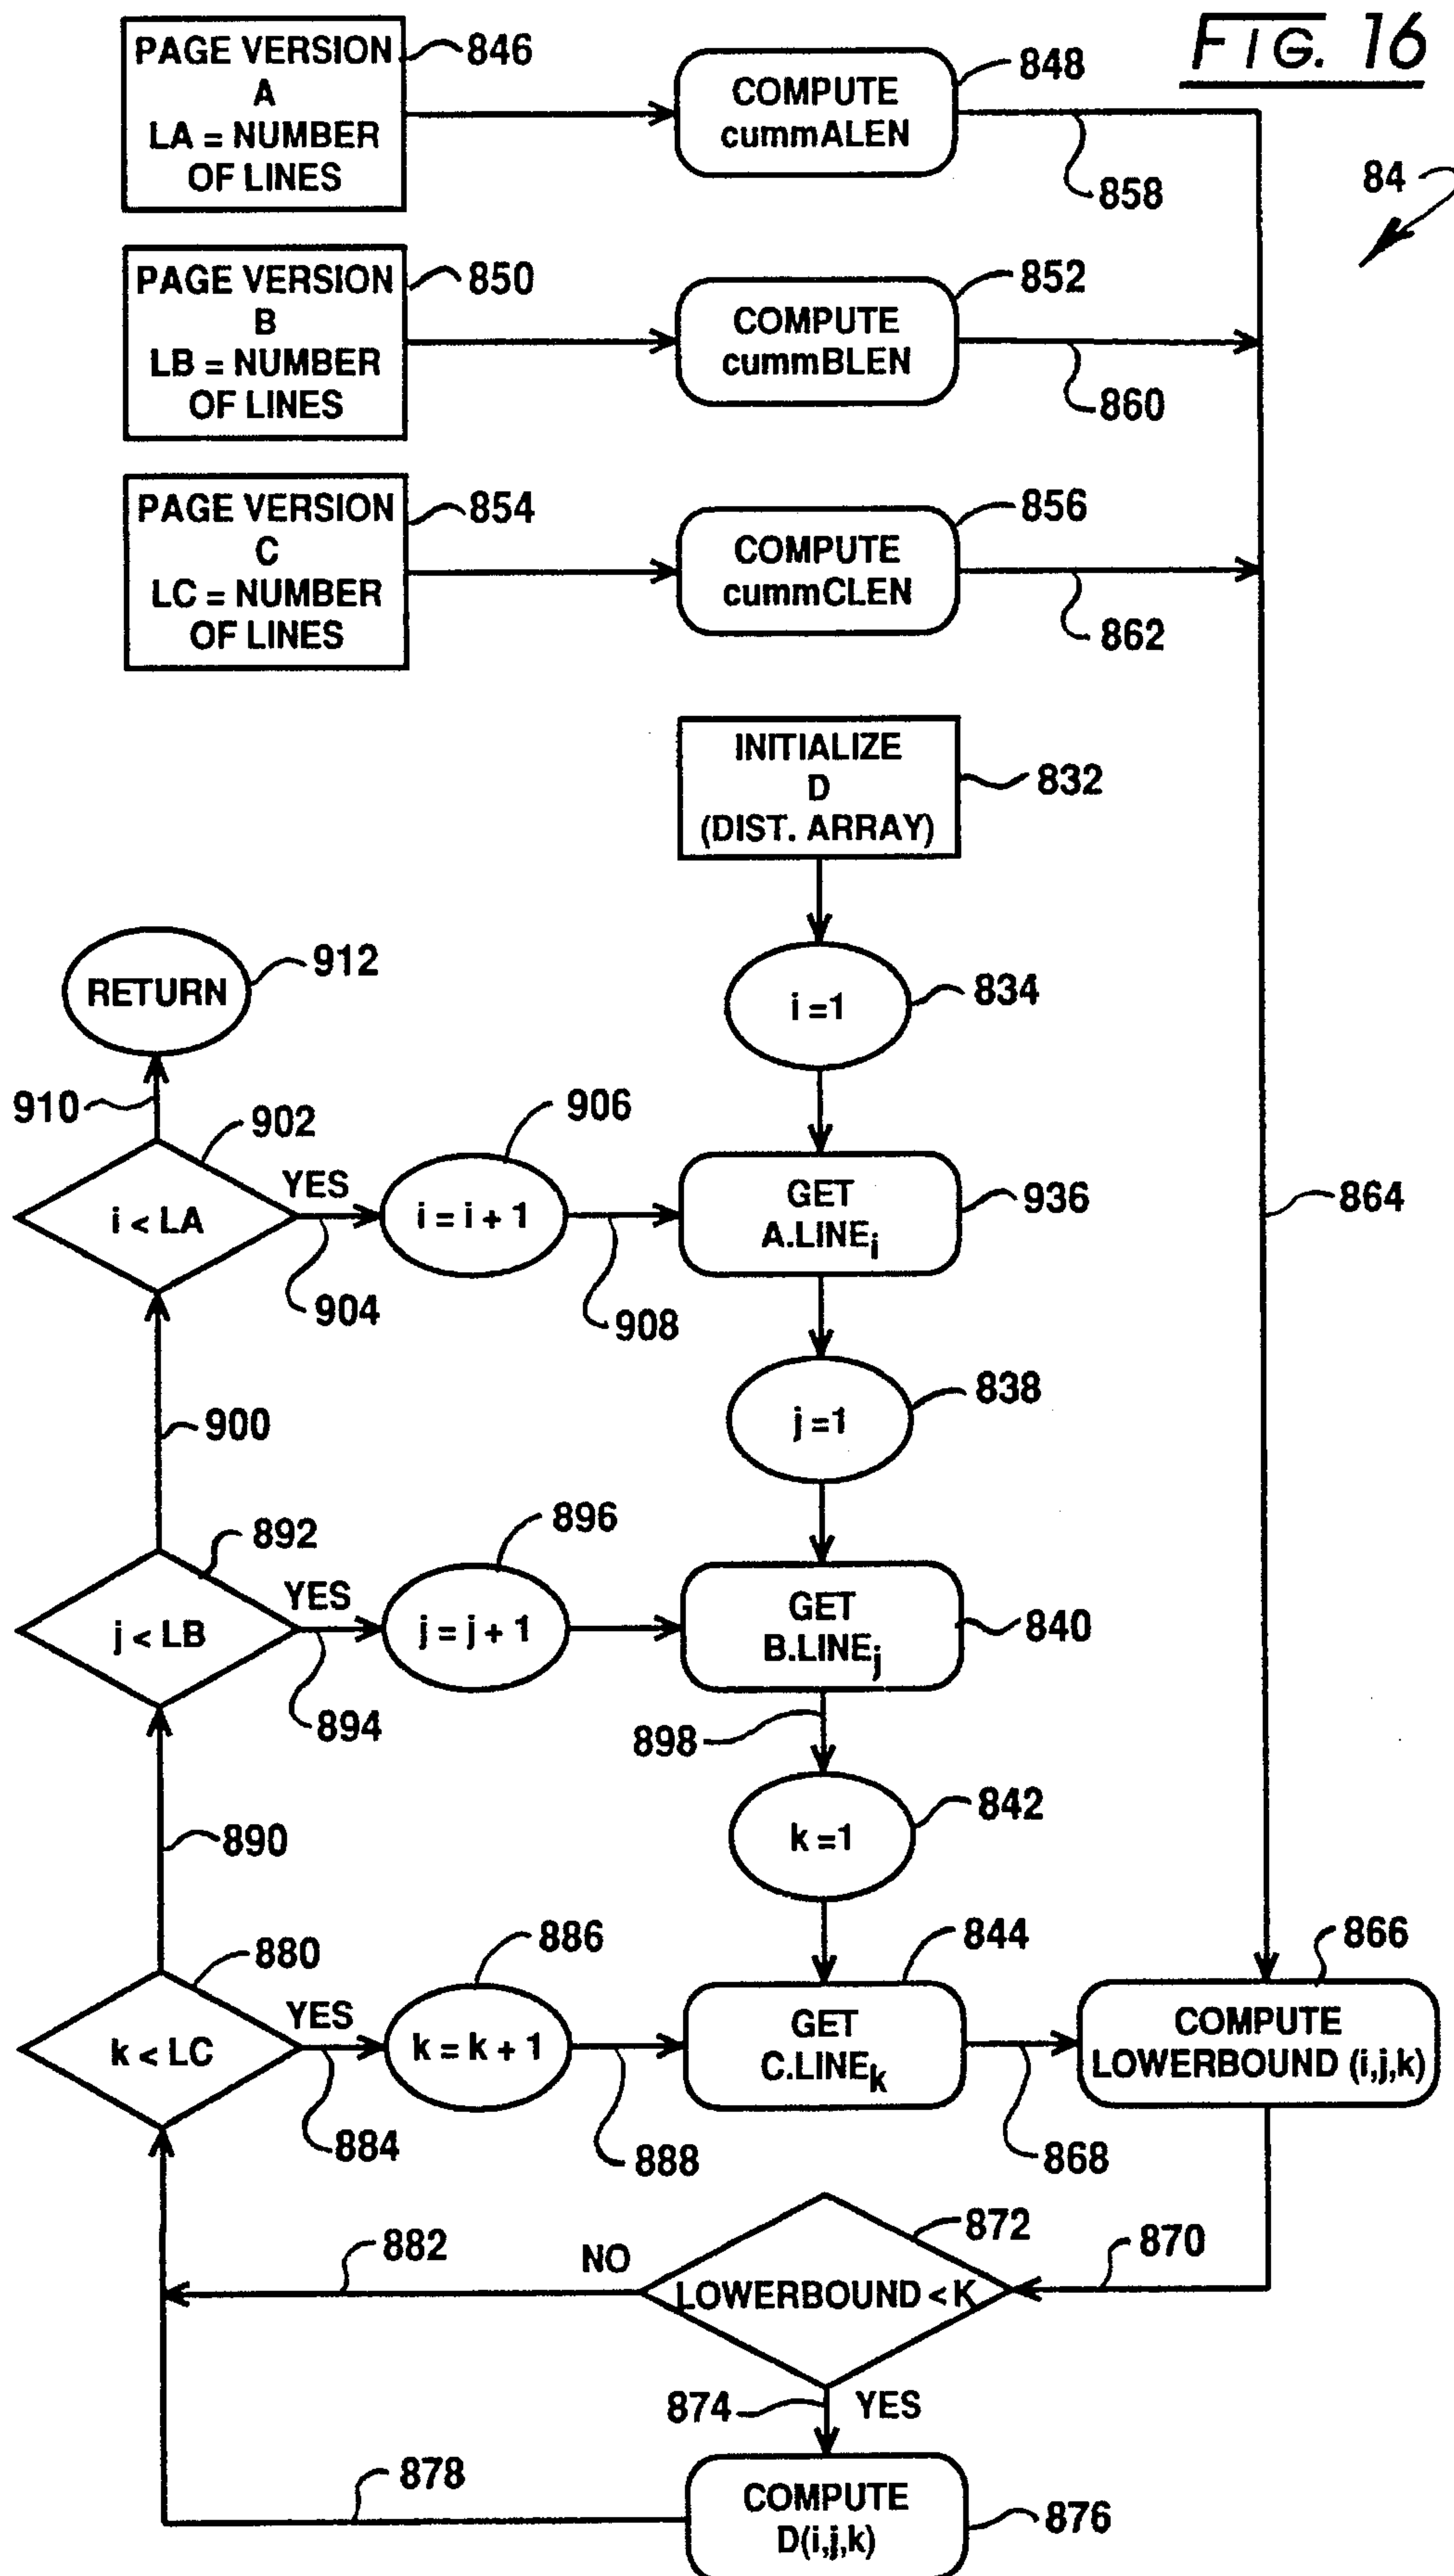 FIG. 16
PAGE VERSION
A
LA = NUMBER
OF LINES
846
COMPUTE
cummALEN
848
858
84
PAGE VERSION
B
LB = NUMBER
OF LINES
850
COMPUTE
cummBLEN
852
860
PAGE VERSION
C
LC = NUMBER
OF LINES
854
COMPUTE
cummCLEN
856
862
INITIALIZE
D
(DIST. ARRAY)
832
RETURN
912
i =1
834
910
902
i < LA
YES
904
906
i = i + 1
908
GET
A.LINEi
936
864
j =1
838
900
892
j < LB
YES
894
896
j = j + 1
GET
B.LINEj
840
898
k =1
842
890
880
k < LC
YES
884
886
k = k + 1
888
GET
C.LINEk
844
868
866
COMPUTE
LOWERBOUND (i,j,k)
870
872
LOWERBOUND < K
NO
882
874
YES
COMPUTE
D(i,j,k)
876
878